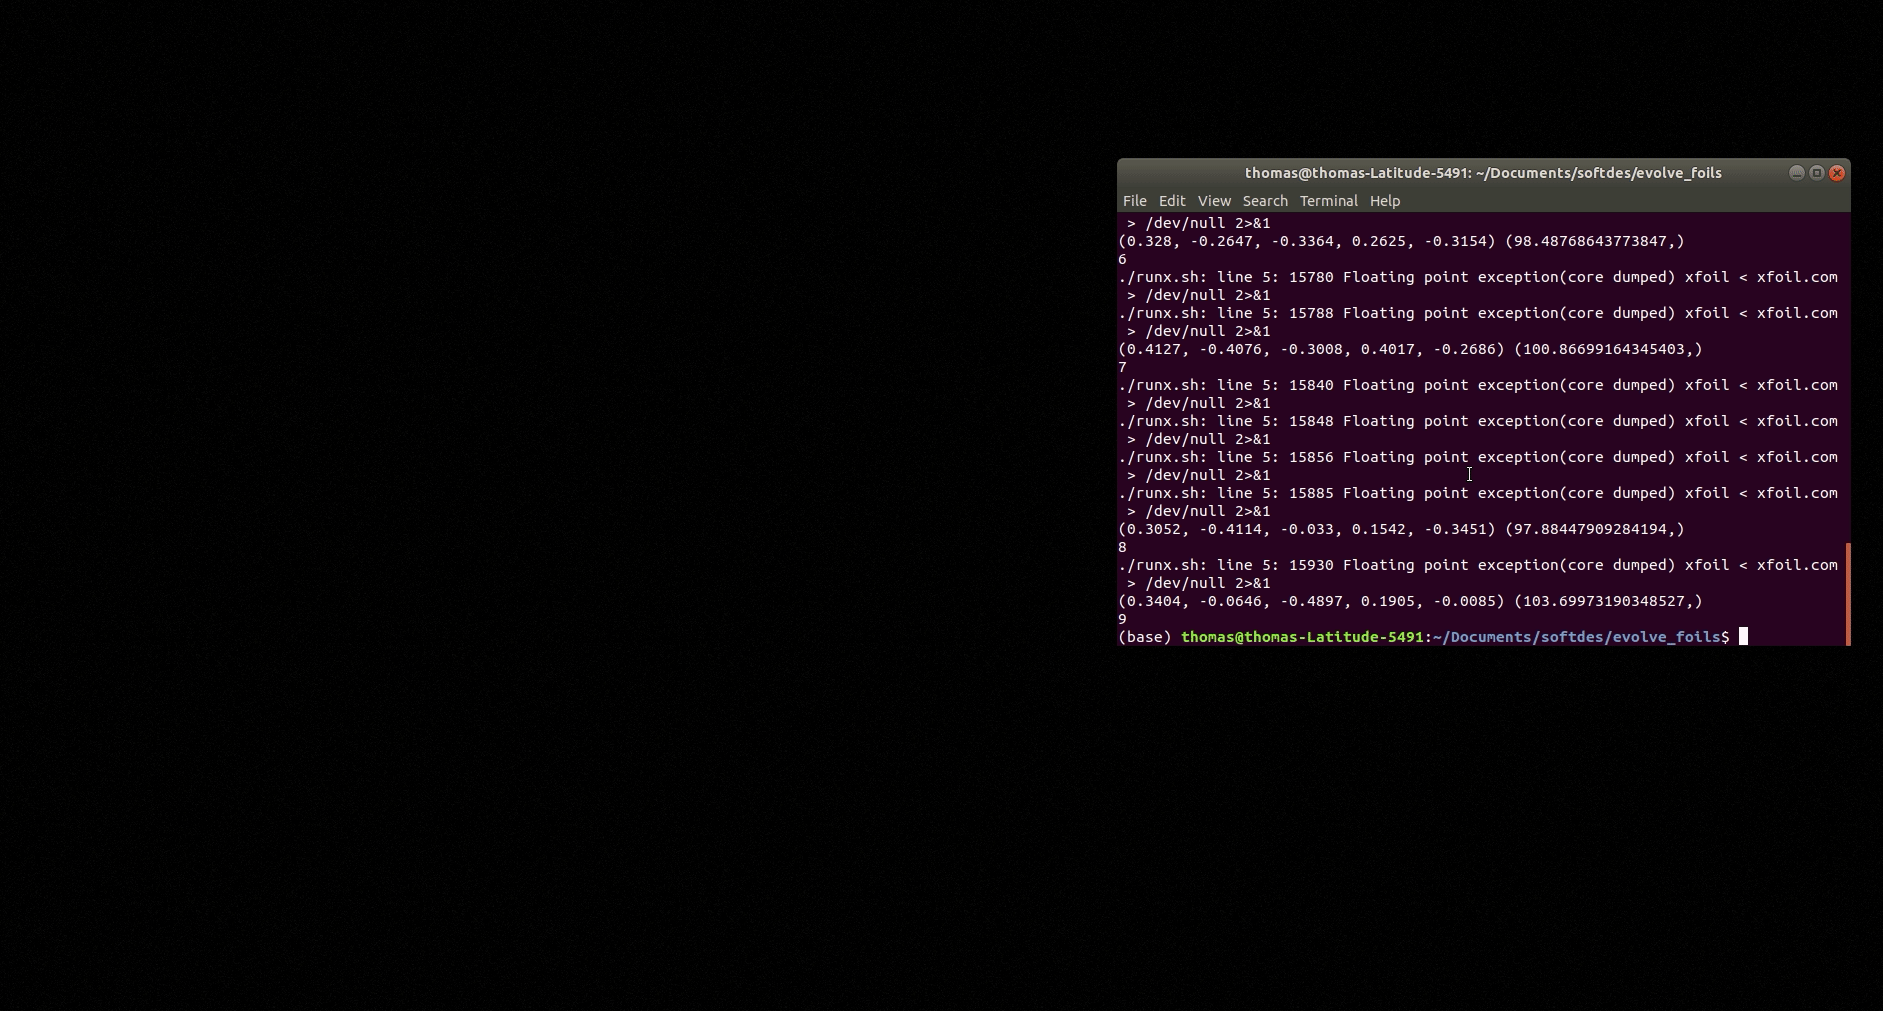 thomas@thomas-Latitude-5491: ~/Documents/softdes/evolve_foils
File Edit View Search Terminal Help
> /dev/null 2>&1
(0.328, -0.2647, -0.3364, 0.2625, -0.3154) (98.48768643773847,)
6
./runx.sh: line 5: 15780 Floating point exception(core dumped) xfoil < xfoil.com
> /dev/null 2>&1
./runx.sh: line 5: 15788 Floating point exception(core dumped) xfoil < xfoil.com
> /dev/null 2>&1
(0.4127, -0.4076, -0.3008, 0.4017, -0.2686) (100.86699164345403,)
7
./runx.sh: line 5: 15840 Floating point exception(core dumped) xfoil < xfoil.com
> /dev/null 2>&1
./runx.sh: line 5: 15848 Floating point exception(core dumped) xfoil < xfoil.com
> /dev/null 2>&1
./runx.sh: line 5: 15856 Floating point exception(core dumped) xfoil < xfoil.com
> /dev/null 2>&1
./runx.sh: line 5: 15885 Floating point exception(core dumped) xfoil < xfoil.com
> /dev/null 2>&1
(0.3052, -0.4114, -0.033, 0.1542, -0.3451) (97.88447909284194,)
8
./runx.sh: line 5: 15930 Floating point exception(core dumped) xfoil < xfoil.com
> /dev/null 2>&1
(0.3404, -0.0646, -0.4897, 0.1905, -0.0085) (103.69973190348527,)
9
(base) thomas@thomas-Latitude-5491:~/Documents/softdes/evolve_foils$